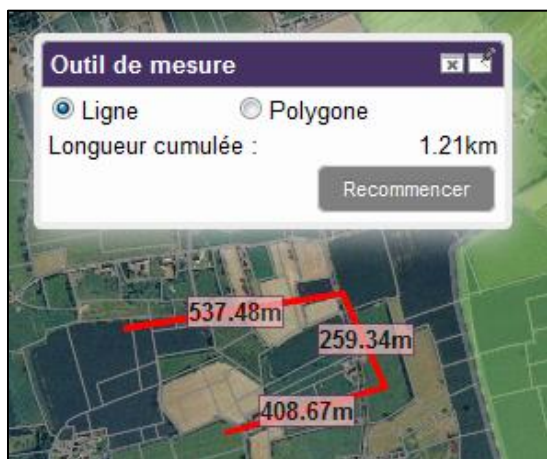 Outil de mesure
Ligne Polygone
Longueur cumulée : 1.21km
Recommencer
537.48m
259.34m
408.67m